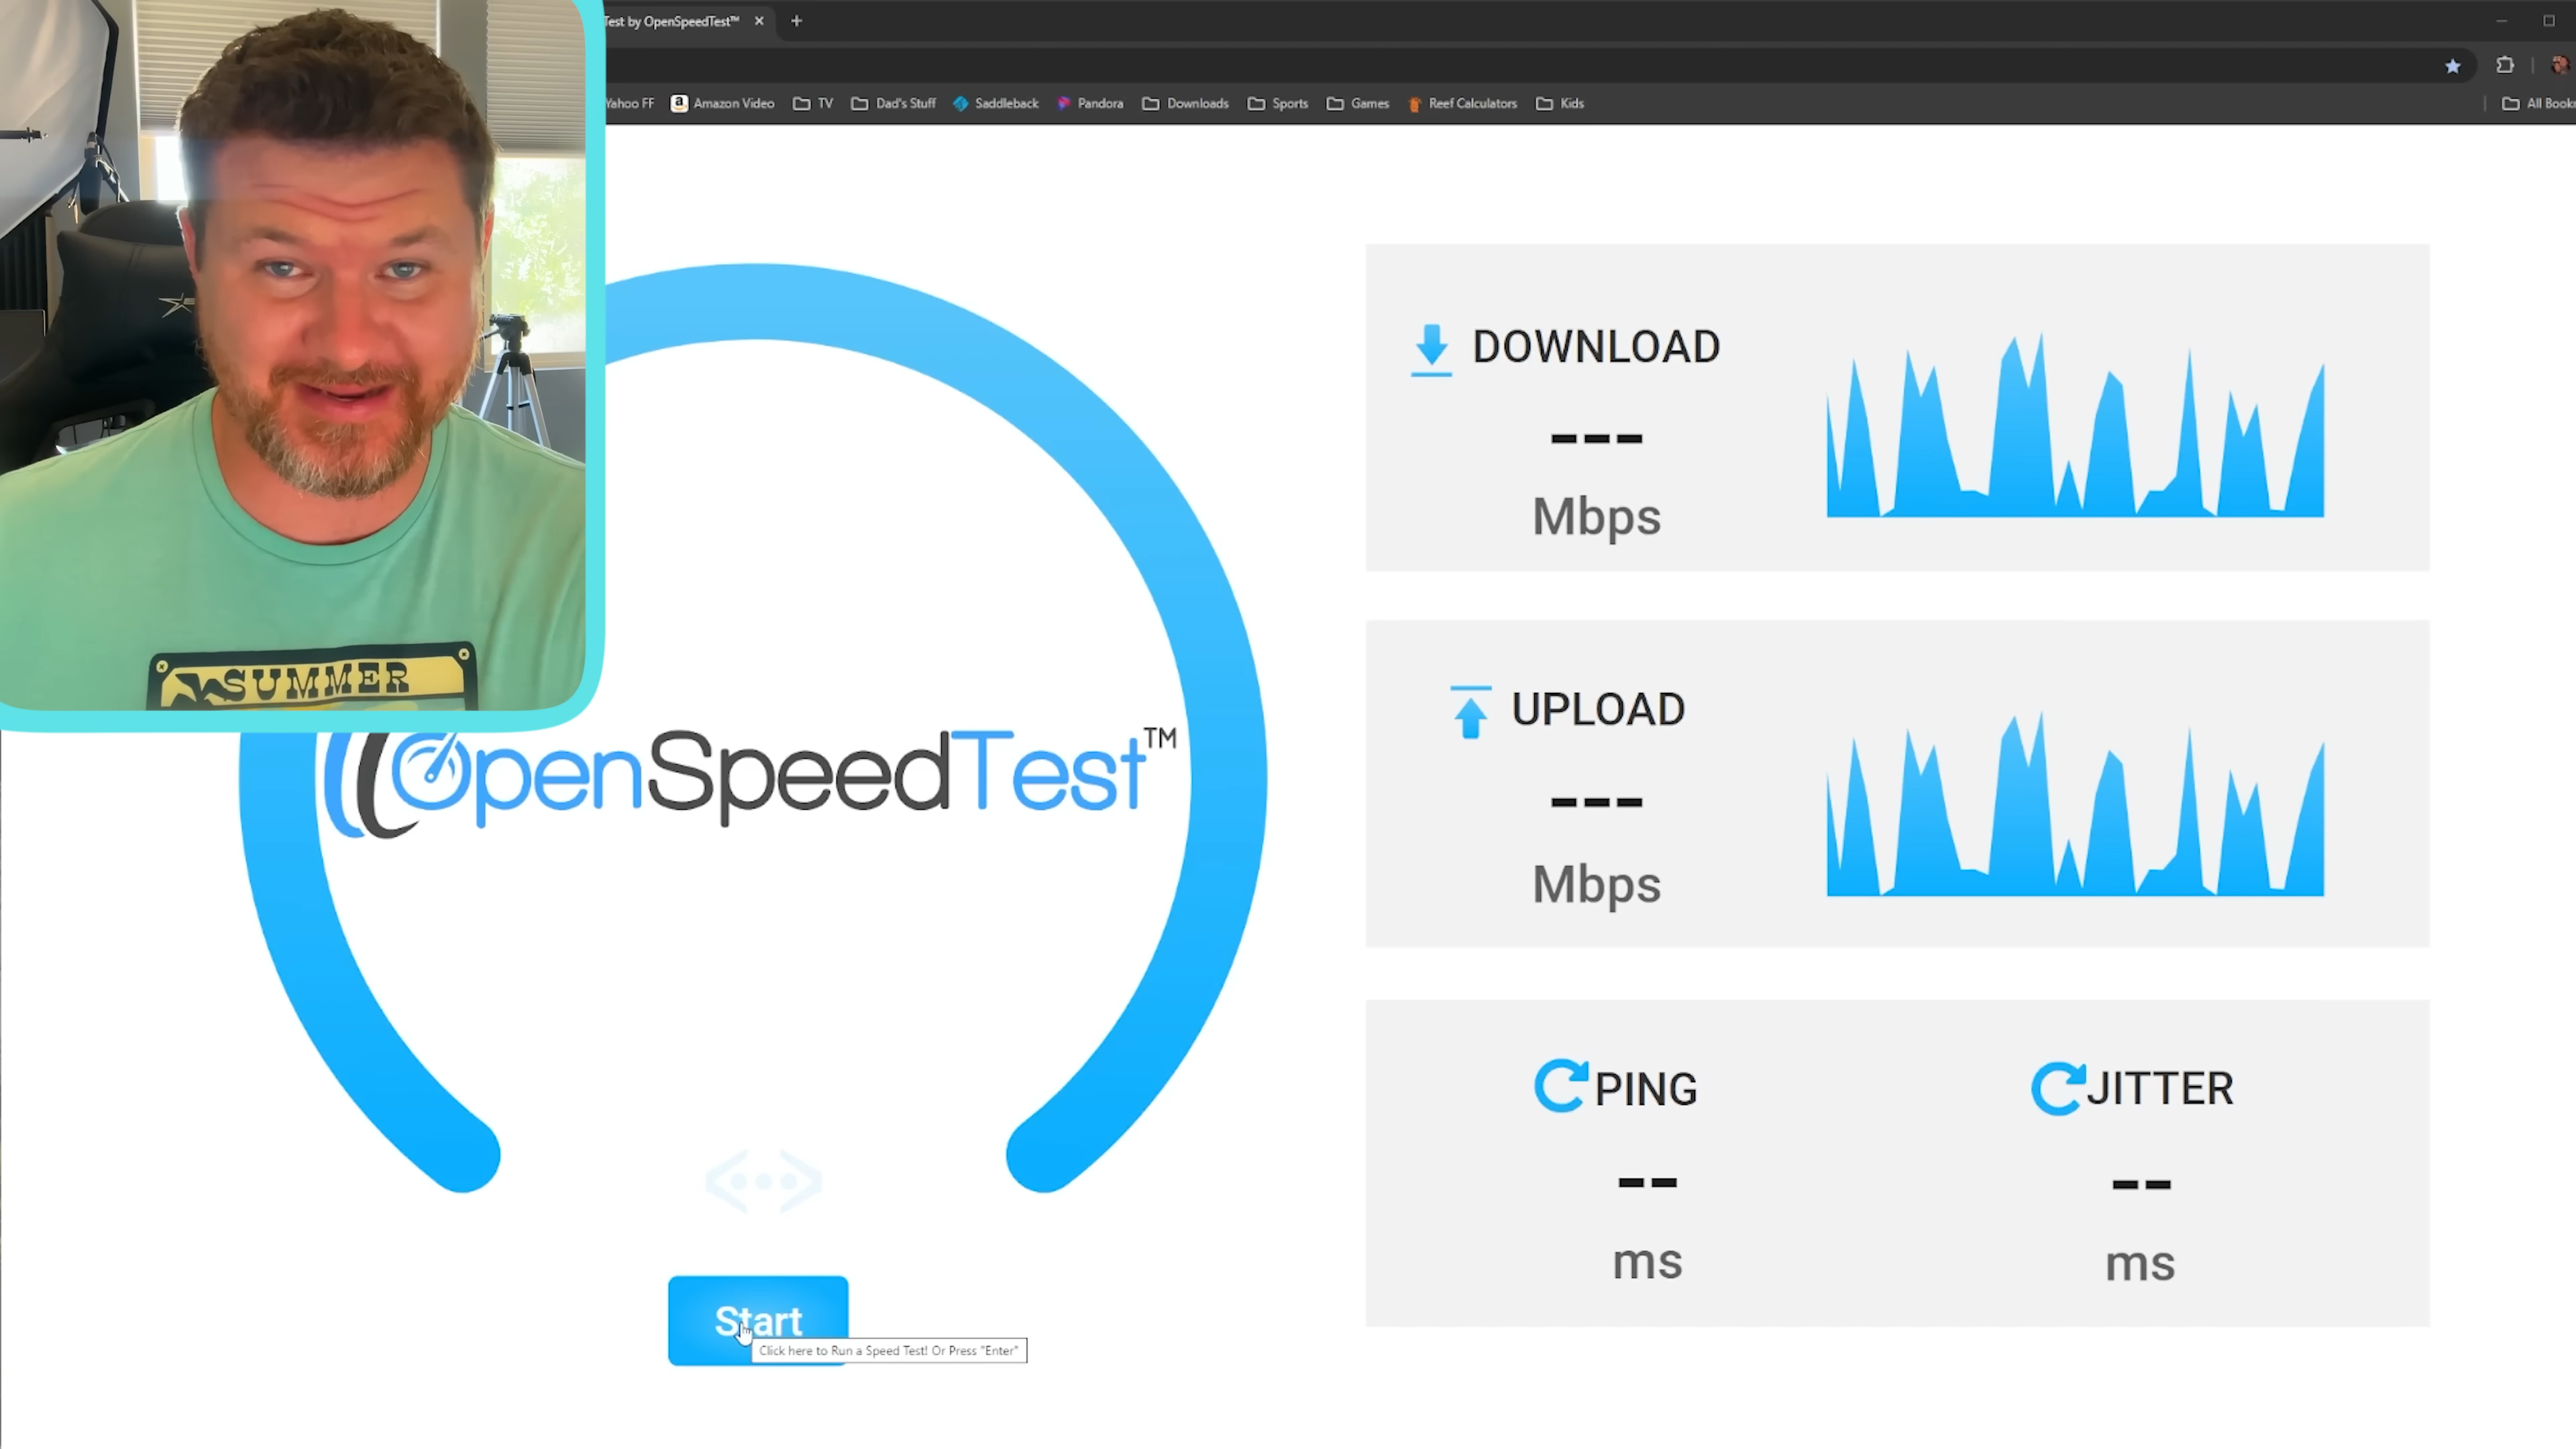 Test by OpenSpeedTest™
Yahoo FF Amazon Video TV Dad's Stuff Saddleback Pandora Downloads Sports Games Reef Calculators Kids All Book
SUMMER
OpenSpeedTest™
DOWNLOAD
---
Mbps
UPLOAD
---
Mbps
PING
--
ms
JITTER
--
ms
Start
Click here to Run a Speed Test! Or Press "Enter"